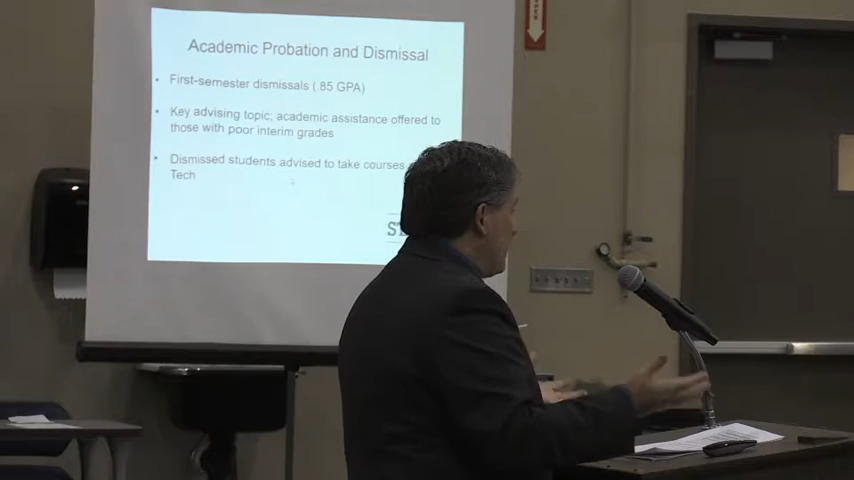 Academic Probation and Dismissal
• First-semester dismissals (.85 GPA)
• Key advising topic; academic assistance offered to
those with poor interim grades
• Dismissed students advised to take courses
Tech